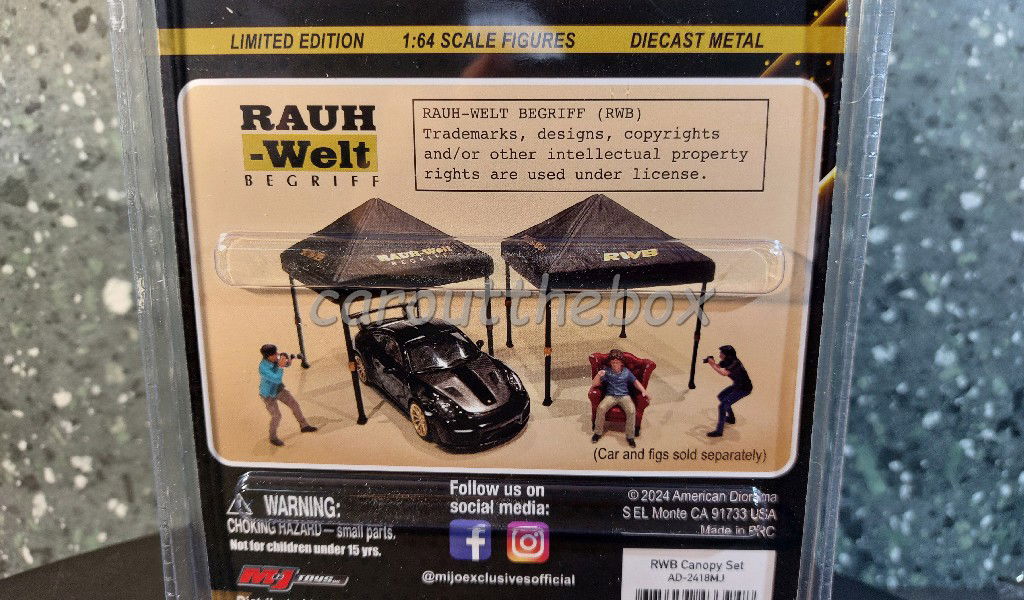 LIMITED EDITION 1:64 SCALE FIGURES DIECAST METAL
RAUH
-Welt
BEGRIFF
RAUH-WELT BEGRIFF (RWB)
Trademarks, designs, copyrights
and/or other intellectual property
rights are used under license.
RAUH-Welt
BEGRIFF
RWB
caroutthebox
(Car and figs sold separately)
WARNING:
CHOKING HAZARD— small parts.
Not for children under 15 yrs.
Follow us on
social media:
@mijoexclusivesofficial
© 2024 American Diorama
S EL Monte CA 91733 USA
Made in PRC
MJ TOYS
RWB Canopy Set
AD-2418MJ